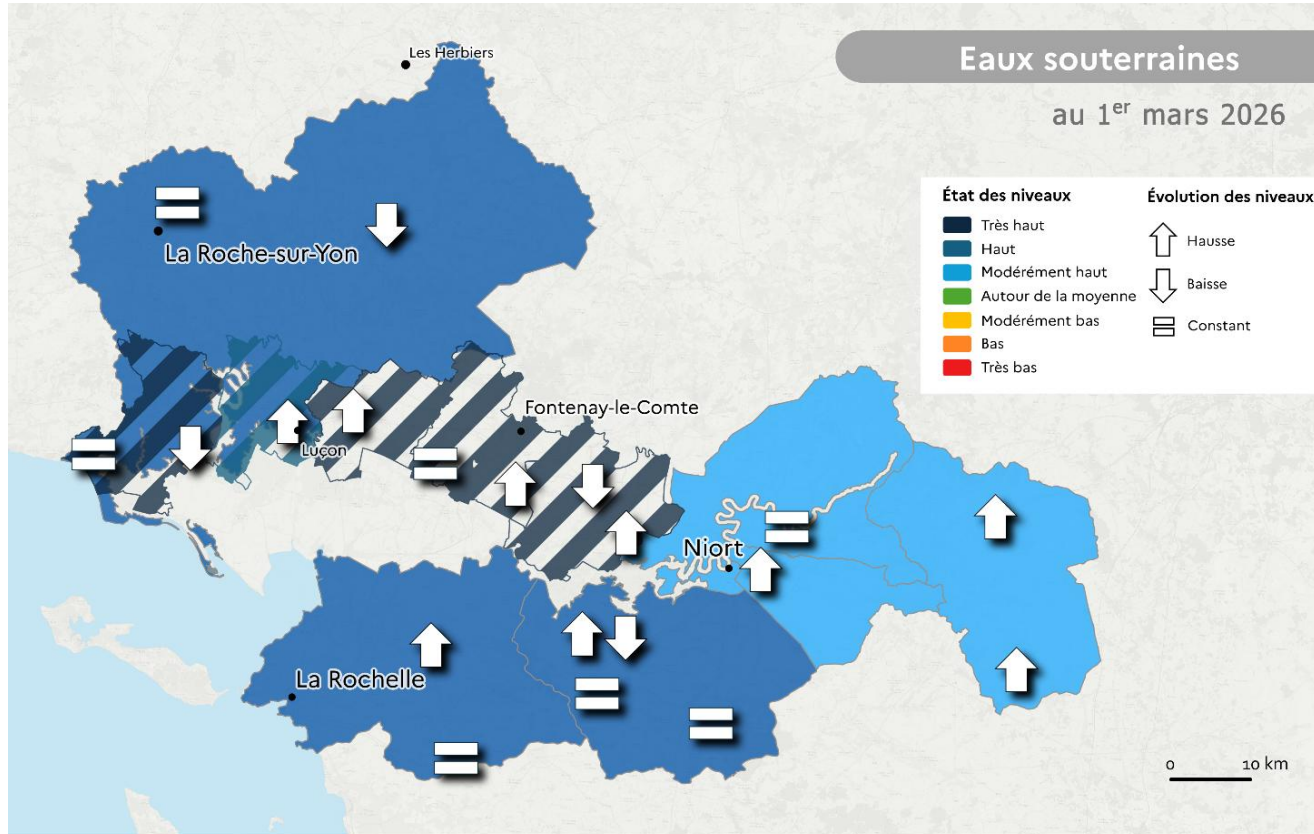 Eaux souterraines
au 1er mars 2026
Les Herbiers
La Roche-sur-Yon
Luçon
Fontenay-le-Comte
Niort
La Rochelle
État des niveaux
Très haut
Haut
Modérément haut
Autour de la moyenne
Modérément bas
Bas
Très bas
Évolution des niveaux
Hausse
Baisse
Constant
0 10 km